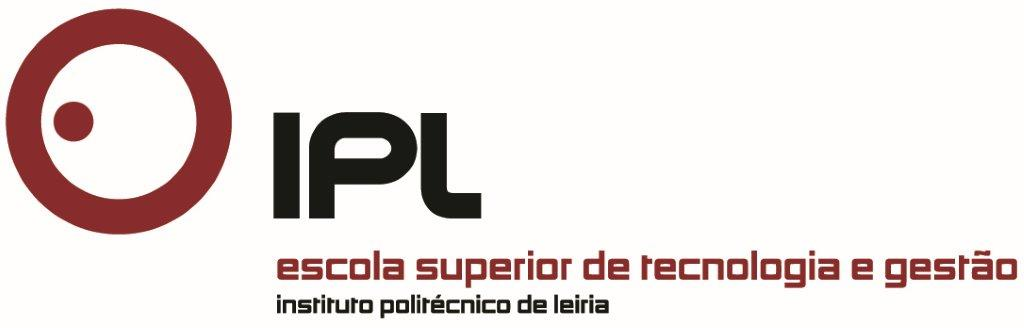 IPL
escola superior de tecnologia e gestão
instituto politécnico de leiria